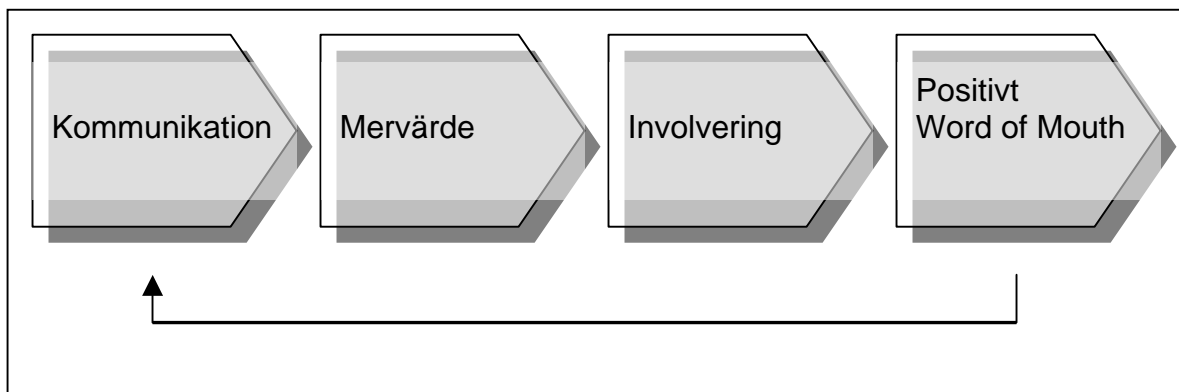 Kommunikation
Mervärde
Involvering
Positivt
Word of Mouth